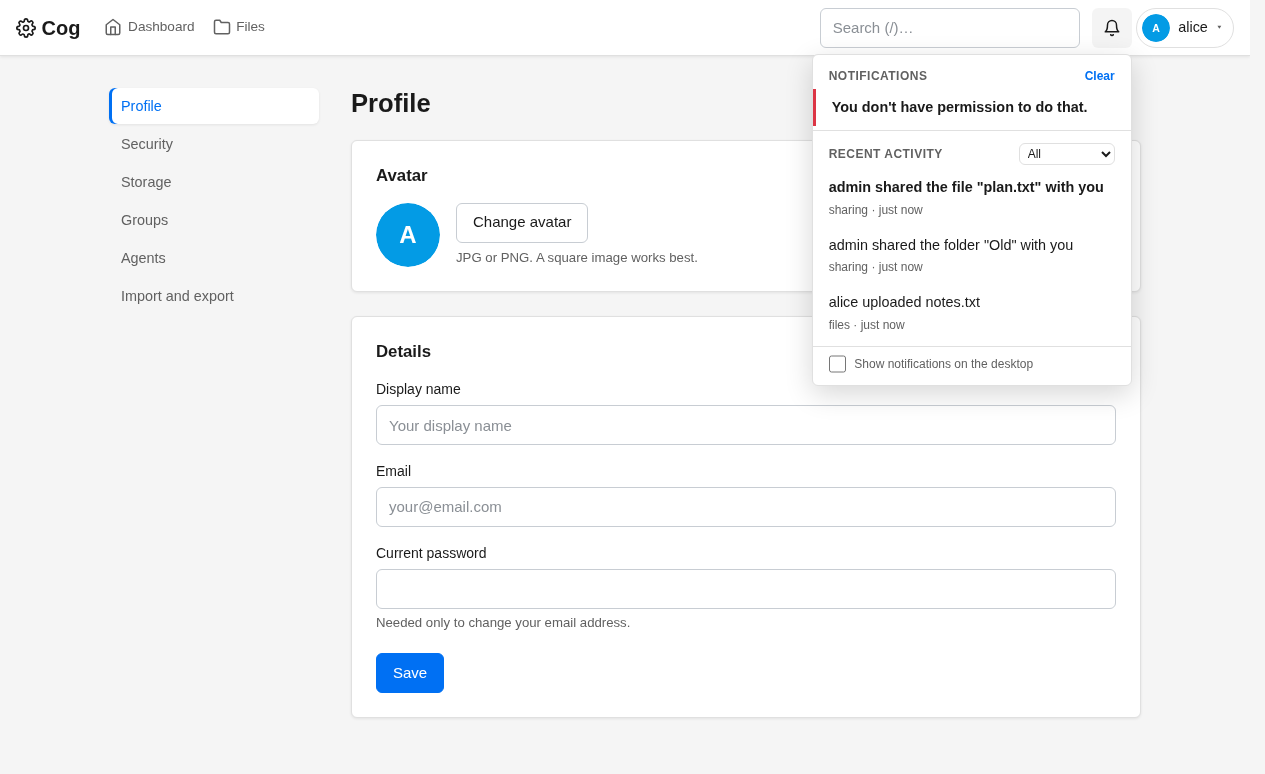 Cog
Dashboard
Files
Search (/)…
A
alice
Profile
Security
Storage
Groups
Agents
Import and export
Profile
Avatar
A
Change avatar
JPG or PNG. A square image works best.
Details
Display name
Your display name
Email
your@email.com
Current password
Needed only to change your email address.
Save
NOTIFICATIONS
Clear
You don't have permission to do that.
RECENT ACTIVITY
All
admin shared the file "plan.txt" with you
sharing · just now
admin shared the folder "Old" with you
sharing · just now
alice uploaded notes.txt
files · just now
Show notifications on the desktop